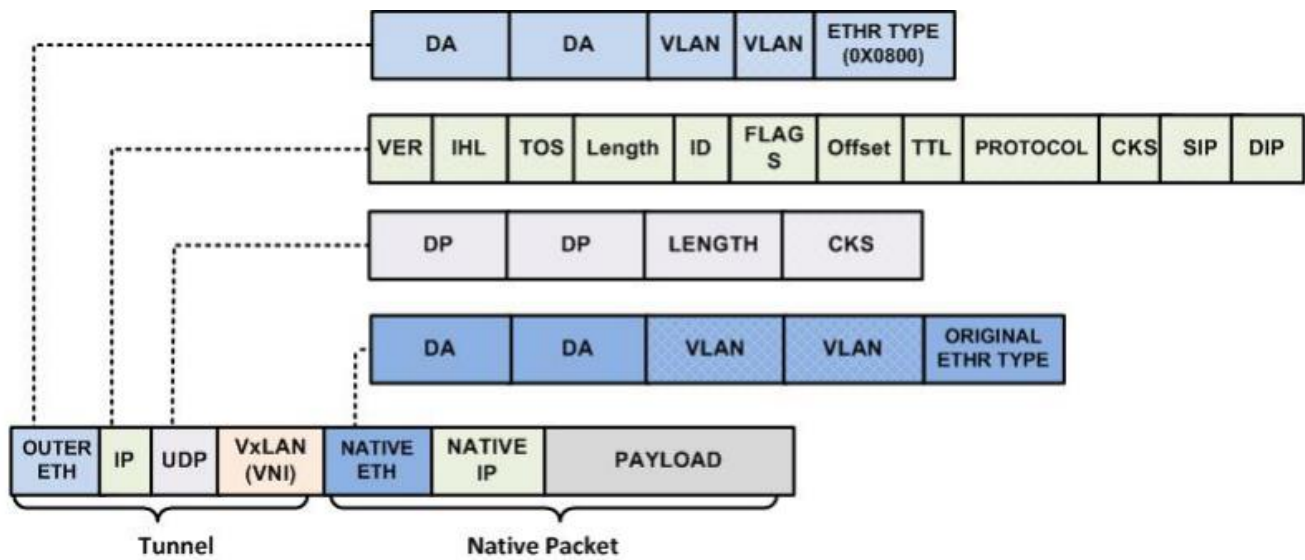 DA DA VLAN VLAN ETHR TYPE
(0X0800)
VER IHL TOS Length ID FLAG
S Offset TTL PROTOCOL CKS SIP DIP
DP DP LENGTH CKS
DA DA VLAN VLAN ORIGINAL
ETHR TYPE
OUTER
ETH IP UDP VxLAN
(VNI) NATIVE
ETH NATIVE
IP PAYLOAD
Tunnel Native Packet